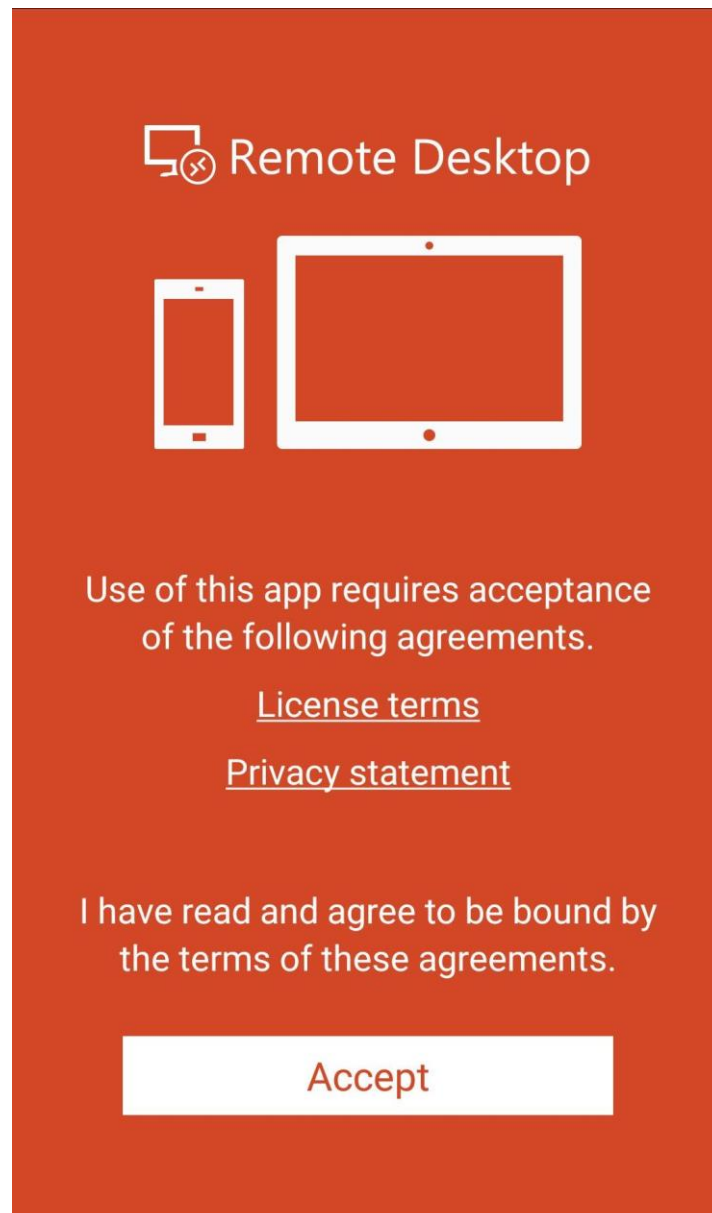 Remote Desktop
Use of this app requires acceptance
of the following agreements.
License terms
Privacy statement
I have read and agree to be bound by
the terms of these agreements.
Accept